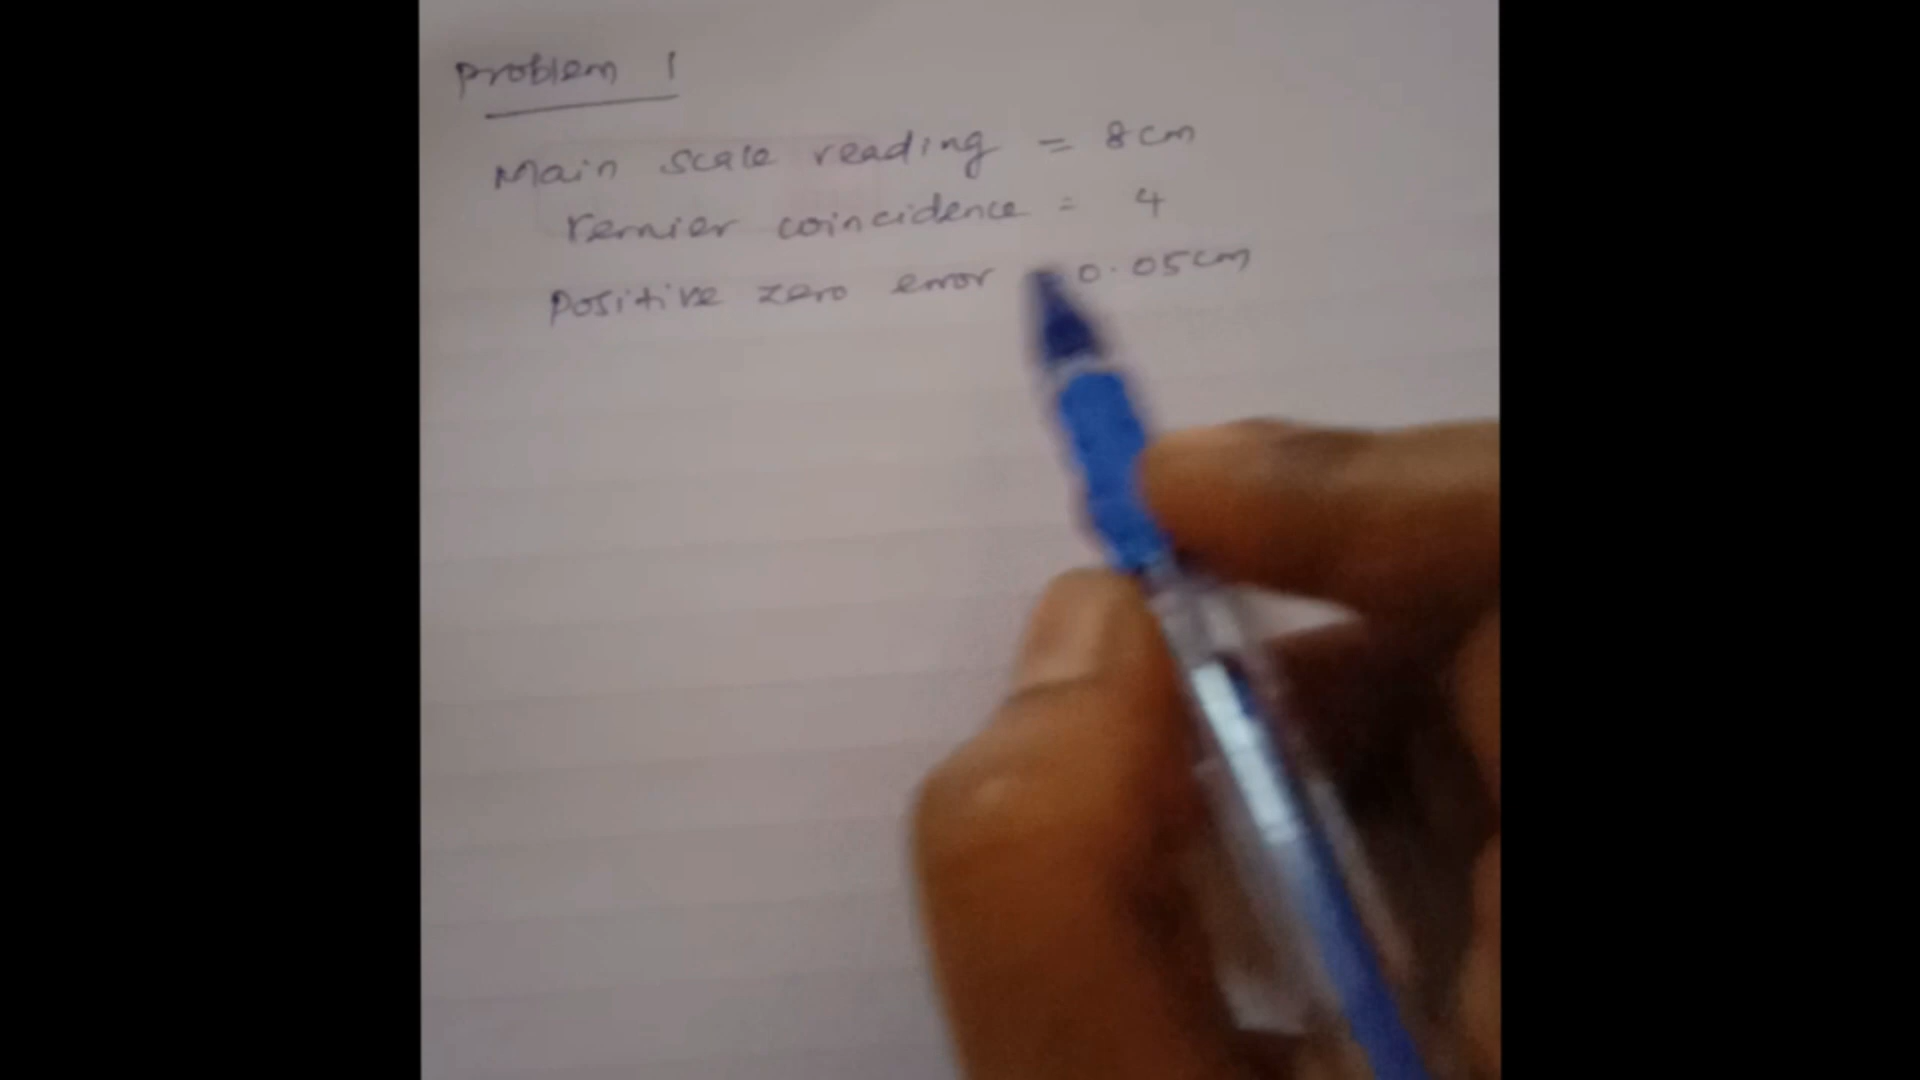 Problem 1
Main scale reading = 8cm
Vernier coincidence = 4
Positive zero error 0.05cm